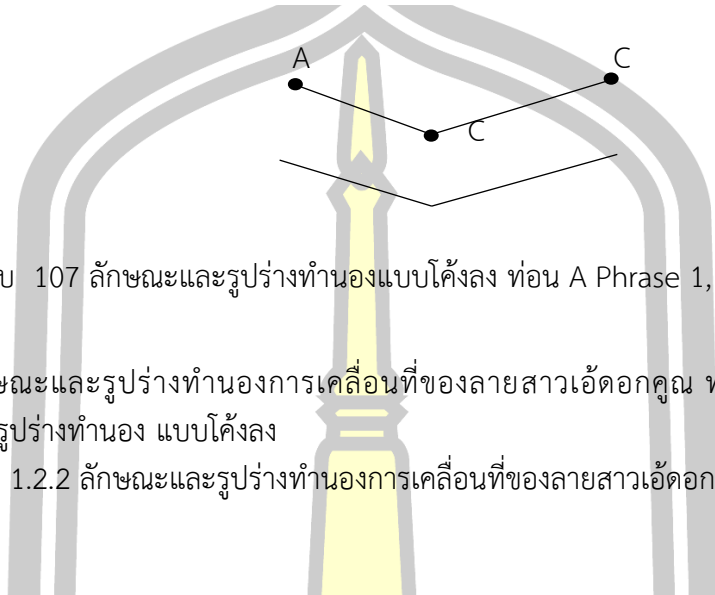 A C
C
107 ลักษณะและรูปร่างทำนองแบบโค้งลง ท่อน A Phrase 1,
ษณะและรูปร่างทำนองการเคลื่อนที่ของลายสาวเอ้ดอกคูณ
รูปร่างทำนอง แบบโค้งลง
1.2.2 ลักษณะและรูปร่างทำนองการเคลื่อนที่ของลายสาวเอ้ดอก